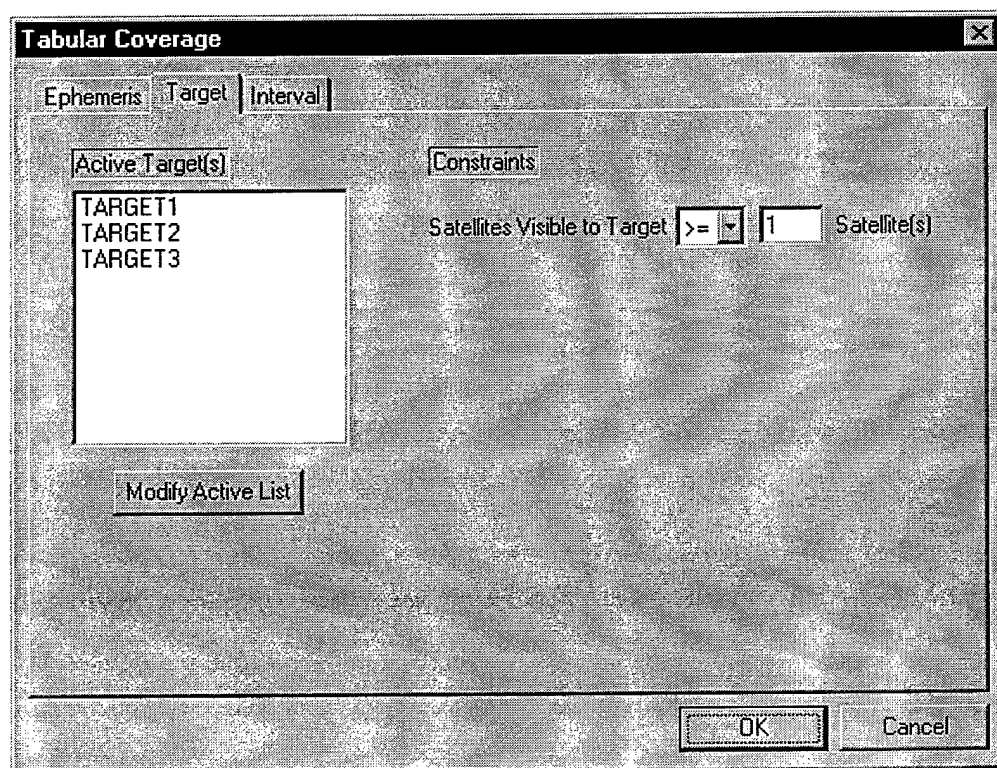 Tabular Coverage
Ephemeris Target Interval
Active Target(s)
TARGET1
TARGET2
TARGET3
Modify Active List
Constraints
Satellites Visible to Target >= 1 Satellite(s)
OK Cancel